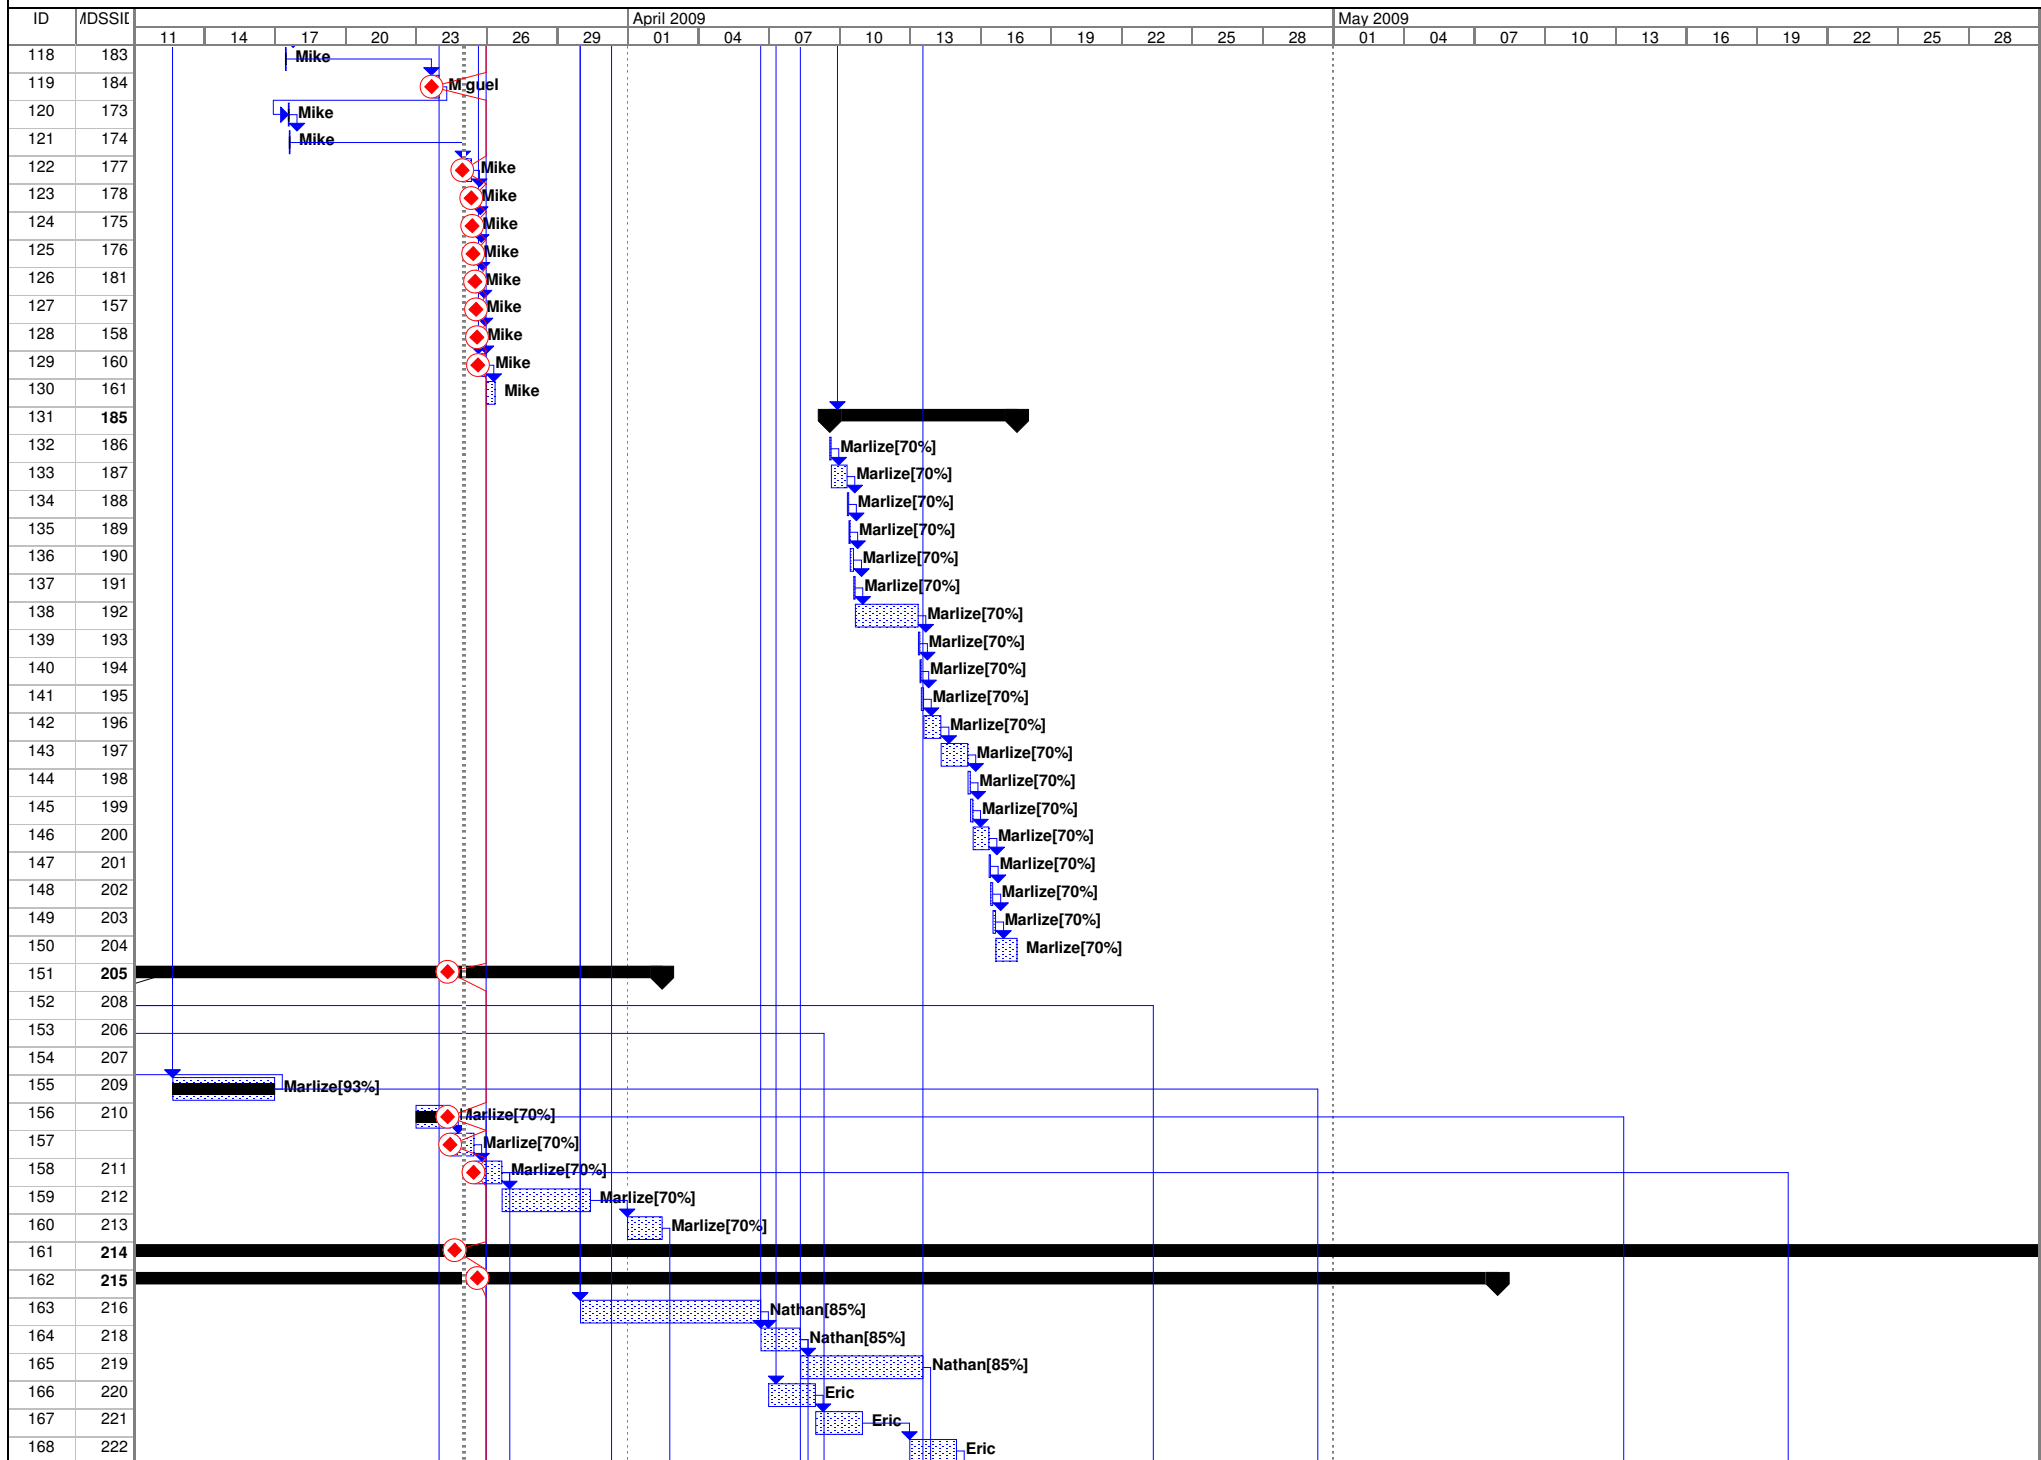 ID MDSSID April 2009 May 2009
11 14 17 20 23 26 29 01 04 07 10 13 16 19 22 25 28 01 04 07 10 13 16 19 22 25 28
118 183 Mike
119 184 M guel
120 173 Mike
121 174 Mike
122 177 Mike
123 178 Mike
124 175 Mike
125 176 Mike
126 181 Mike
127 157 Mike
128 158 Mike
129 160 Mike
130 161 Mike
131 185
132 186 Marlize[70%]
133 187 Marlize[70%]
134 188 Marlize[70%]
135 189 Marlize[70%]
136 190 Marlize[70%]
137 191 Marlize[70%]
138 192 Marlize[70%]
139 193 Marlize[70%]
140 194 Marlize[70%]
141 195 Marlize[70%]
142 196 Marlize[70%]
143 197 Marlize[70%]
144 198 Marlize[70%]
145 199 Marlize[70%]
146 200 Marlize[70%]
147 201 Marlize[70%]
148 202 Marlize[70%]
149 203 Marlize[70%]
150 204 Marlize[70%]
151 205
152 208
153 206
154 207
155 209 Marlize[93%]
156 210 Marlize[70%]
157 Marlize[70%]
158 211 Marlize[70%]
159 212 Marlize[70%]
160 213 Marlize[70%]
161 214
162 215
163 216 Nathan[85%]
164 218 Nathan[85%]
165 219 Nathan[85%]
166 220 Eric
167 221 Eric
168 222 Eric